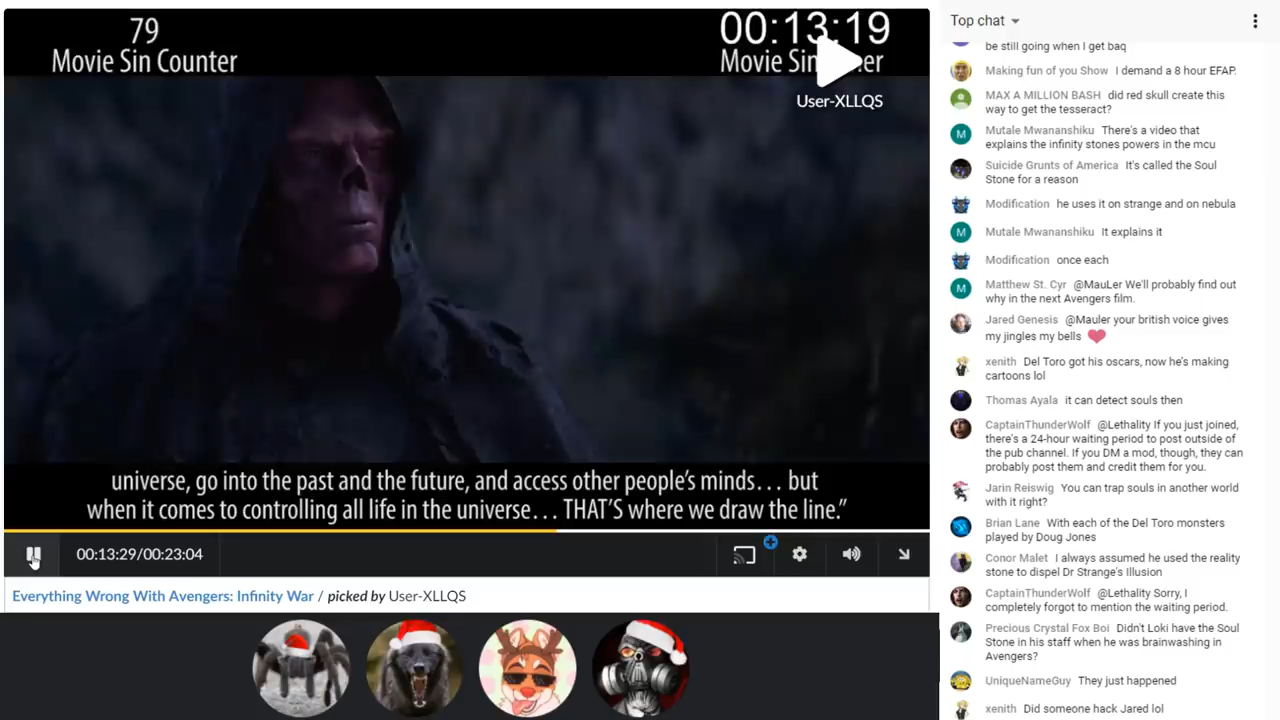 79
Movie Sin Counter
00:13:19
Movie Sin
er
User-XLLQS
universe, go into the past and the future, and access other people's minds… but
when it comes to controlling all life in the universe… THAT'S where we draw the line."
00:13:29/00:23:04
Everything Wrong With Avengers: Infinity War / picked by User-XLLQS
Top chat
be still going when I get baq
Making fun of you Show I demand a 8 hour EFAP.
MAX A MILLION BASH did red skull create this
way to get the tesseract?
M
Mutale Mwananshiku There's a video that
explains the infinity stones powers in the mcu
Suicide Grunts of America It's called the Soul
Stone for a reason
Modification he uses it on strange and on nebula
M
Mutale Mwananshiku It explains it
Modification once each
M
Matthew St. Cyr @MauLer We'll probably find out
why in the next Avengers film.
Jared Genesis @Mauler your british voice gives
my jingles my bells
xenith Del Toro got his oscars, now he's making
cartoons lol
Thomas Ayala it can detect souls then
CaptainThunderWolf @Lethality If you just joined,
there's a 24-hour waiting period to post outside of
the pub channel. If you DM a mod, though, they can
probably post them and credit them for you.
Jarin Reiswig You can trap souls in another world
with it right?
Brian Lane With each of the Del Toro monsters
played by Doug Jones
Conor Malet I always assumed he used the reality
stone to dispel Dr Strange's Illusion
CaptainThunderWolf @Lethality Sorry, I
completely forgot to mention the waiting period.
Precious Crystal Fox Boi Didn't Loki have the Soul
Stone in his staff when he was brainwashing in
Avengers?
UniqueNameGuy They just happened
xenith Did someone hack Jared lol